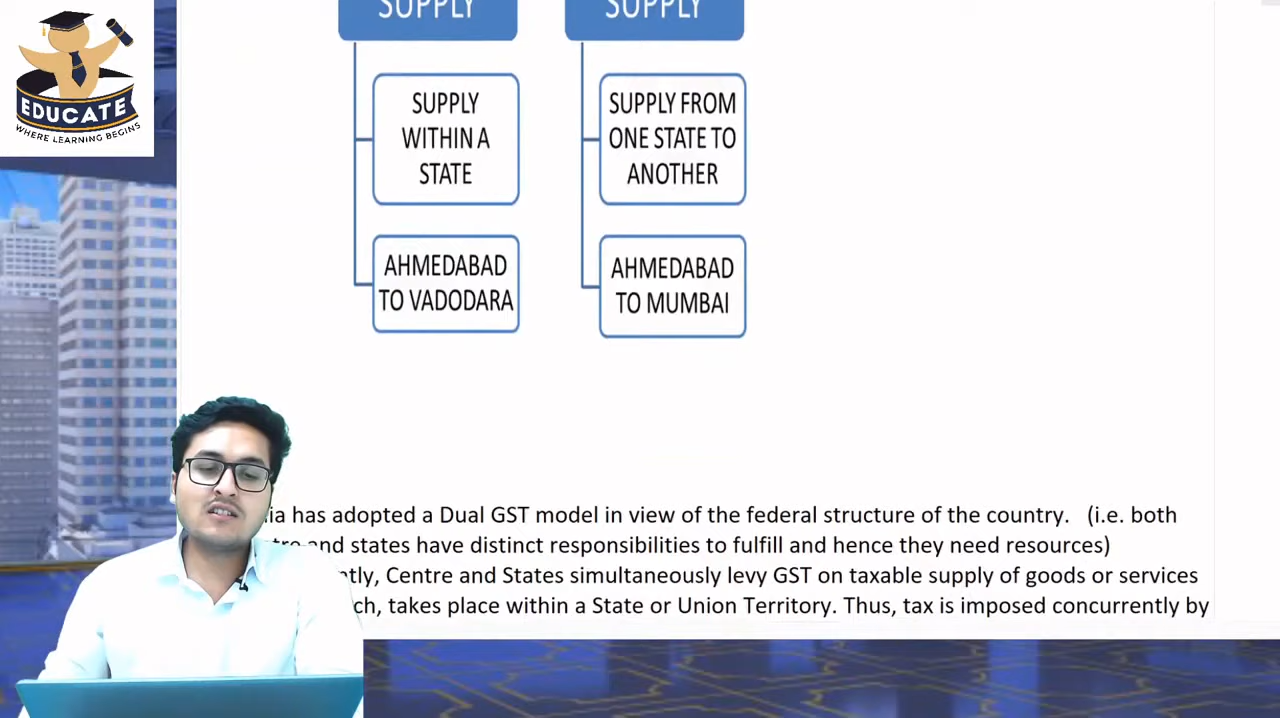 EDUCATE
WHERE LEARNING BEGINS
SUPPLY
SUPPLY
SUPPLY
WITHIN A
STATE
SUPPLY FROM
ONE STATE TO
ANOTHER
AHMEDABAD
TO VADODARA
AHMEDABAD
TO MUMBAI
has adopted a Dual GST model in view of the federal structure of the country. (i.e. both
and states have distinct responsibilities to fulfill and hence they need resources)
Centre and States simultaneously levy GST on taxable supply of goods or services
takes place within a State or Union Territory. Thus, tax is imposed concurrently by